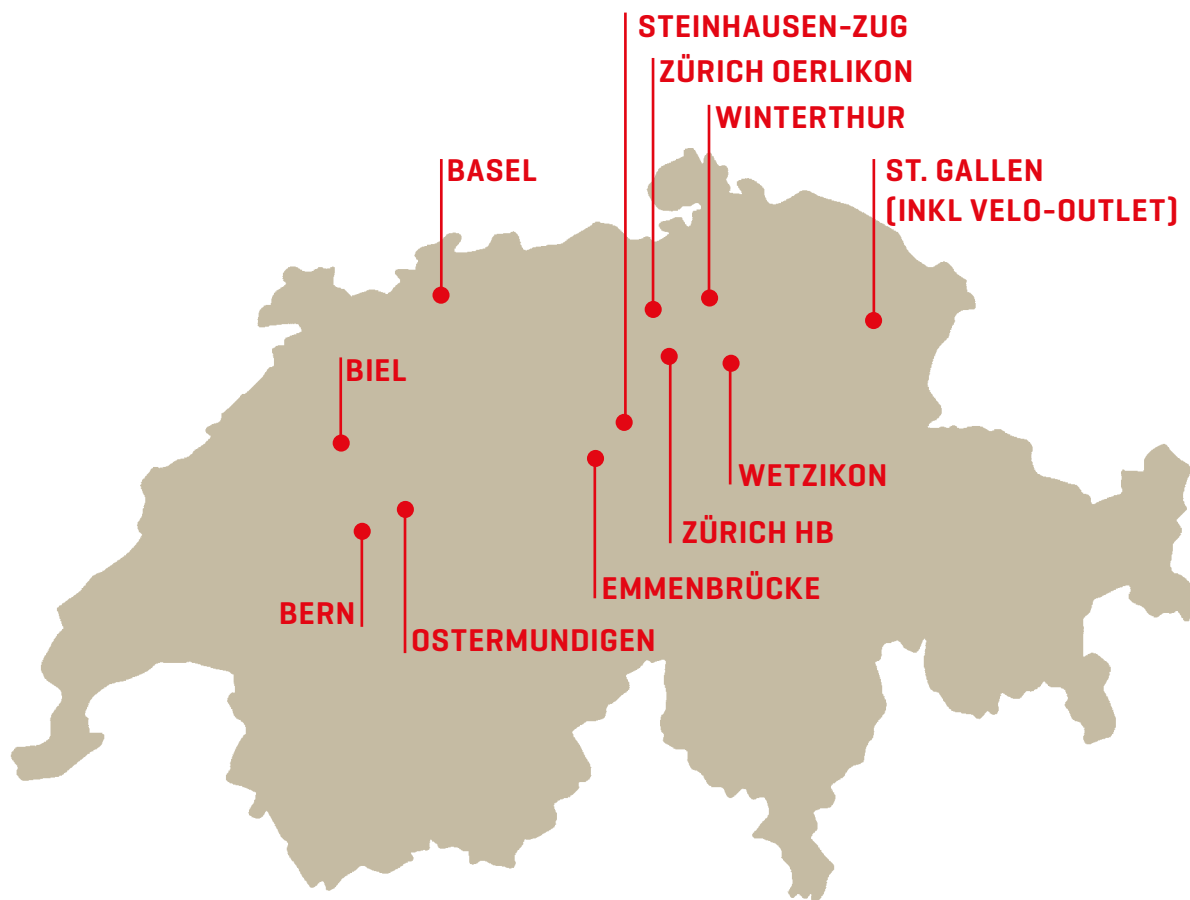 STEINHAUSEN-ZUG
ZÜRICH OERLIKON
WINTERTHUR
BASEL
ST. GALLEN
(INKL VELO-OUTLET)
BIEL
WETZIKON
ZÜRICH HB
EMMENBRÜCKE
BERN
OSTERMUNDIGEN